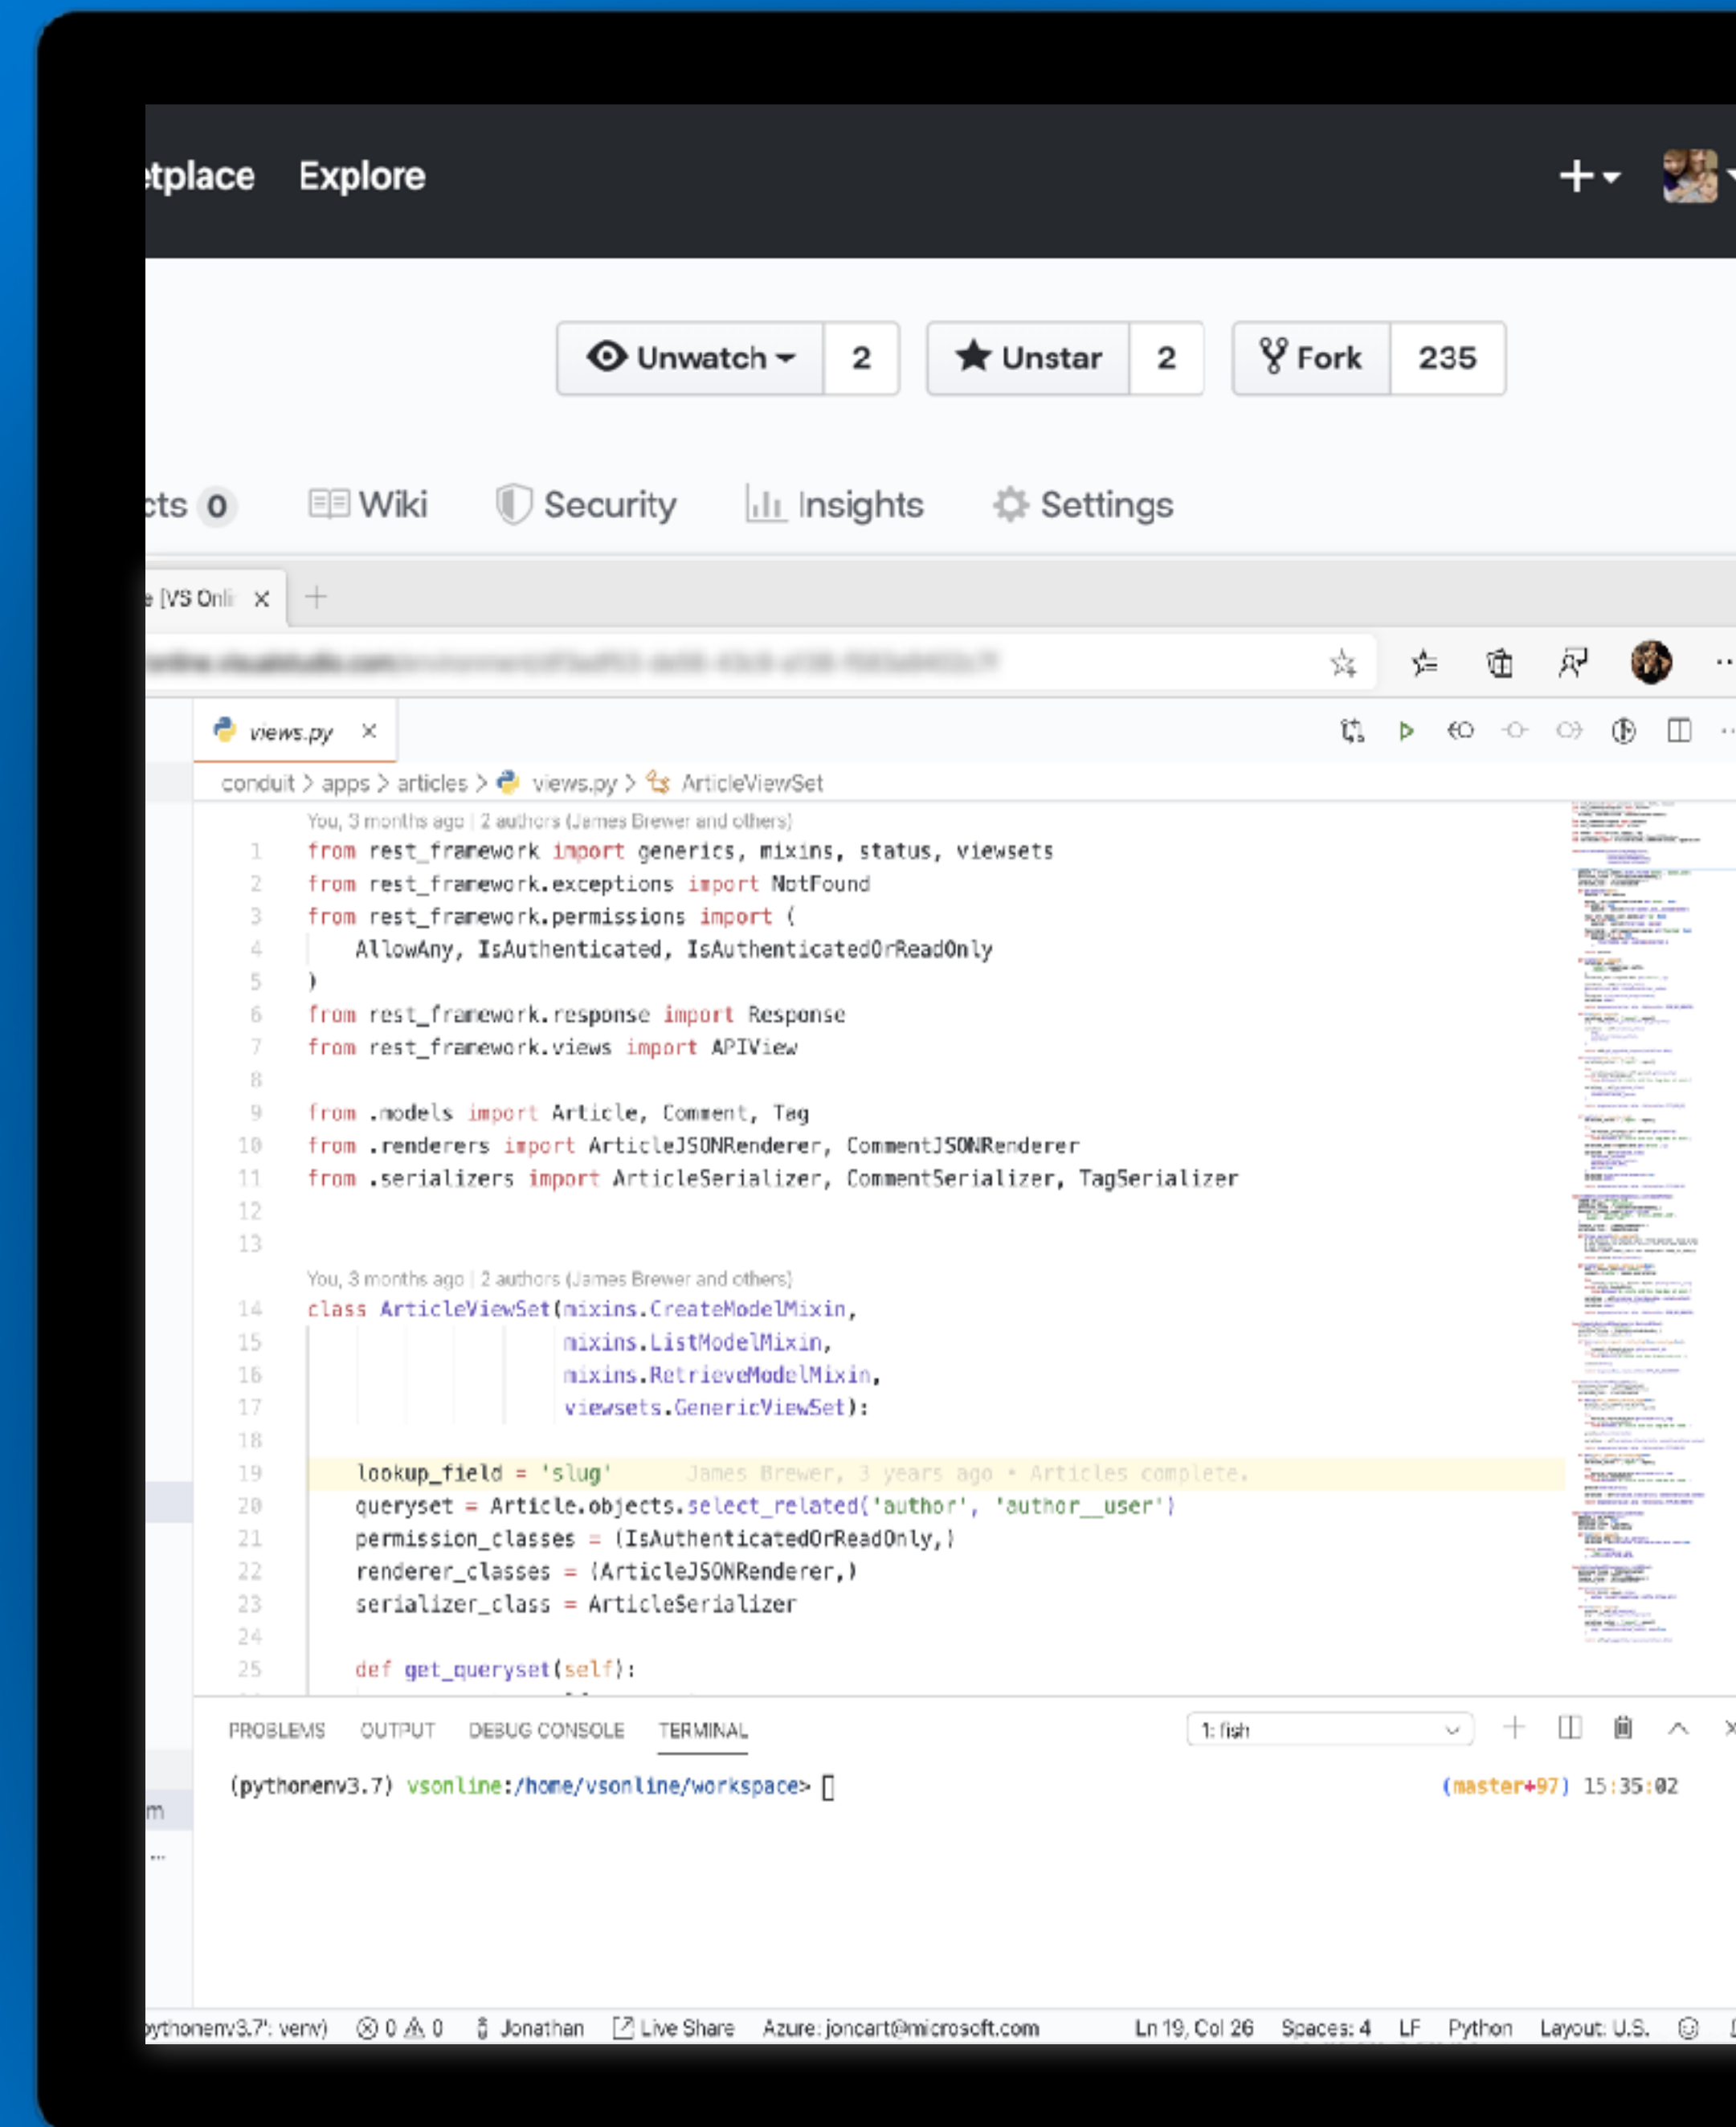 etplace Explore
Unwatch 2 Unstar 2 Fork 235
cts 0 Wiki Security Insights Settings
e [VS Onli
online.visualstudio.com
views.py
conduit > apps > articles > views.py > ArticleViewSet
You, 3 months ago | 2 authors (James Brewer and others)
1 from rest_framework import generics, mixins, status, viewsets
2 from rest_framework.exceptions import NotFound
3 from rest_framework.permissions import (
4 AllowAny, IsAuthenticated, IsAuthenticatedOrReadOnly
5 )
6 from rest_framework.response import Response
7 from rest_framework.views import APIView
8
9 from .models import Article, Comment, Tag
10 from .renderers import ArticleJSONRenderer, CommentJSONRenderer
11 from .serializers import ArticleSerializer, CommentSerializer, TagSerializer
12
13
You, 3 months ago | 2 authors (James Brewer and others)
14 class ArticleViewSet(mixins.CreateModelMixin,
15 mixins.ListModelMixin,
16 mixins.RetrieveModelMixin,
17 viewsets.GenericViewSet):
18
19 lookup_field = 'slug' James Brewer, 3 years ago • Articles complete.
20 queryset = Article.objects.select_related('author', 'author__user')
21 permission_classes = (IsAuthenticatedOrReadOnly,)
22 renderer_classes = (ArticleJSONRenderer,)
23 serializer_class = ArticleSerializer
24
25 def get_queryset(self):
PROBLEMS OUTPUT DEBUG CONSOLE TERMINAL 1: fish
(pythonenv3.7) vsonline:/home/vsonline/workspace> (master+97) 15:35:02
m
...
pythonenv3.7': venv) 0 0 Jonathan Live Share Azure: joncart@microsoft.com Ln 19, Col 26 Spaces: 4 LF Python Layout: U.S.